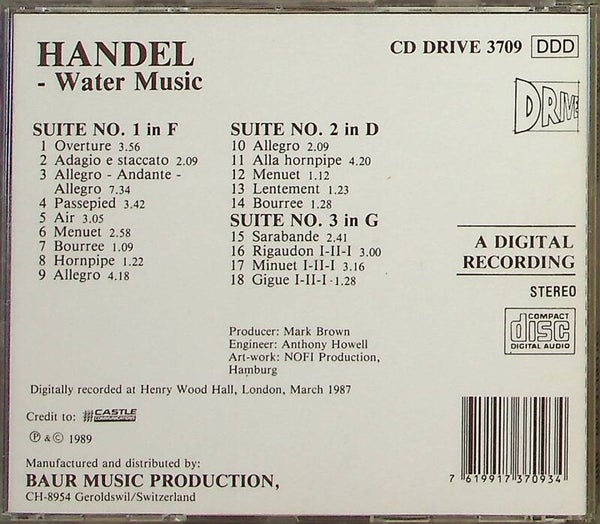 HANDEL
- Water Music
CD DRIVE 3709 DDD
DRIVE
SUITE NO. 1 in F
1 Overture 3.56
2 Adagio e staccato 2.09
3 Allegro - Andante -
Allegro 7.34
4 Passepied 3.42
5 Air 3.05
6 Menuet 2.58
7 Bourree 1.09
8 Hornpipe 1.22
9 Allegro 4.18
SUITE NO. 2 in D
10 Allegro 2.09
11 Alla hornpipe 4.20
12 Menuet 1.12
13 Lentement 1.23
14 Bourree 1.28
SUITE NO. 3 in G
15 Sarabande 2.41
16 Rigaudon I-II-I 3.00
17 Minuet I-II-I 3.16
18 Gigue I-II-I 1.28
A DIGITAL
RECORDING
STEREO
COMPACT
disc
DIGITAL AUDIO
Producer: Mark Brown
Engineer: Anthony Howell
Art-work: NOFI Production,
Hamburg
Digitally recorded at Henry Wood Hall, London, March 1987
Credit to: CASTLE
COMMUNICATIONS
℗ & © 1989
Manufactured and distributed by:
BAUR MUSIC PRODUCTION,
CH-8954 Geroldswil/Switzerland
7 619917 370934